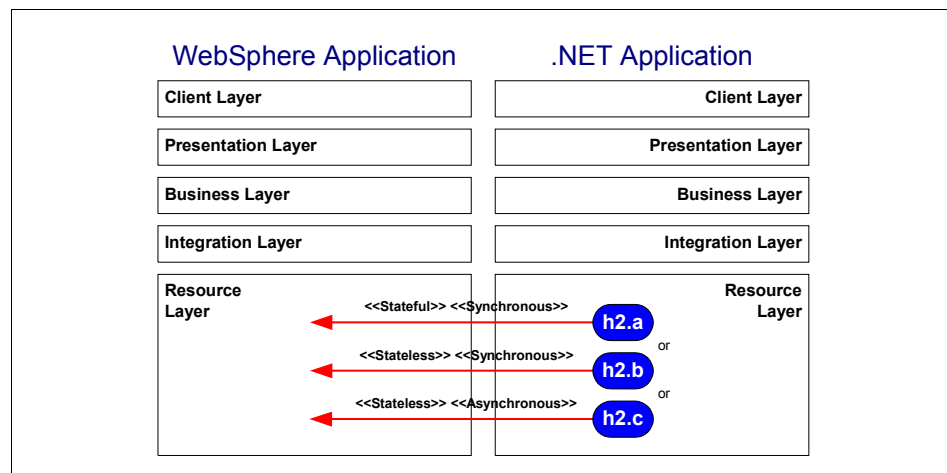 WebSphere Application
.NET Application
Client Layer
Client Layer
Presentation Layer
Presentation Layer
Business Layer
Business Layer
Integration Layer
Integration Layer
Resource
Layer
Resource
Layer
<<Stateful>> <<Synchronous>>
h2.a
or
<<Stateless>> <<Synchronous>>
h2.b
or
<<Stateless>> <<Asynchronous>>
h2.c